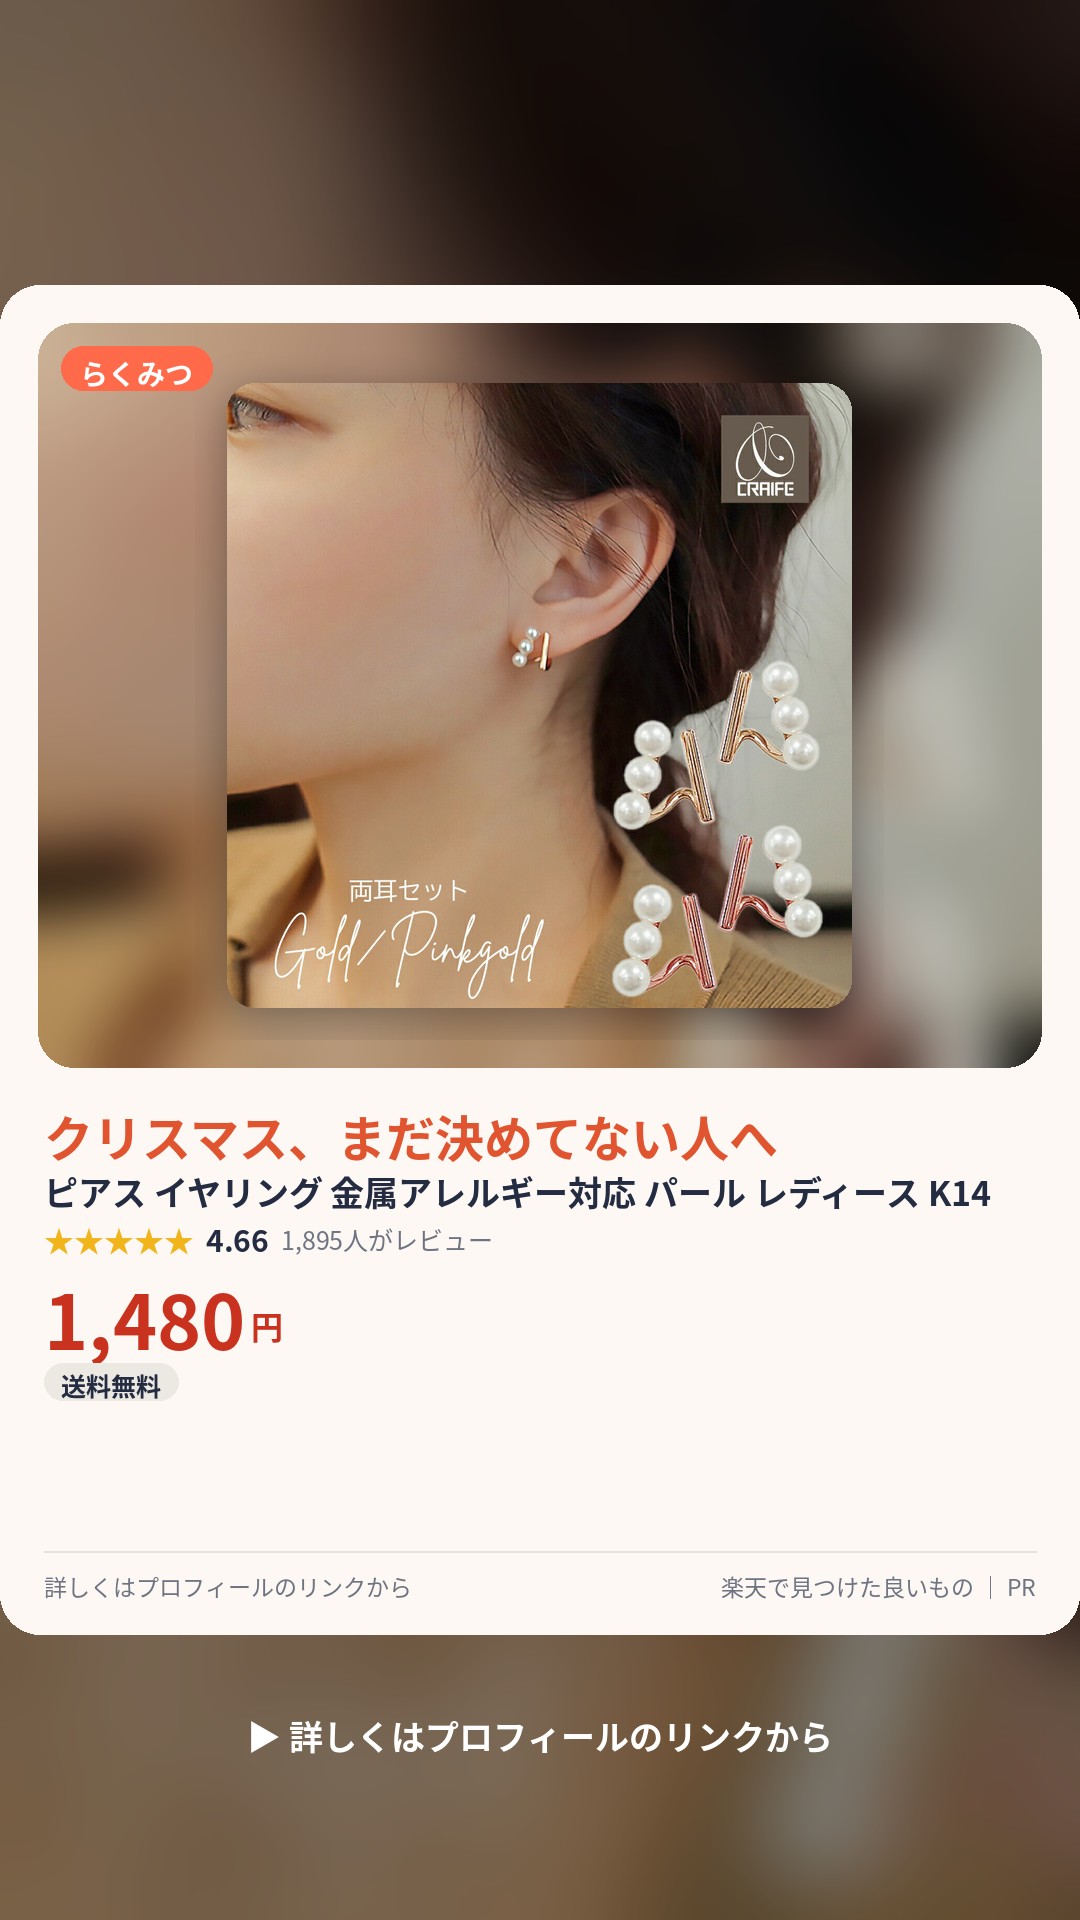 らくみつ
CRAIFE
両耳セット
Gold/Pinkgold
クリスマス、まだ決めてない人へ
ピアス イヤリング 金属アレルギー対応 パール レディース K14
★★★★★ 4.66 1,895人がレビュー
1,480円
送料無料
詳しくはプロフィールのリンクから
楽天で見つけた良いもの｜PR
▶ 詳しくはプロフィールのリンクから